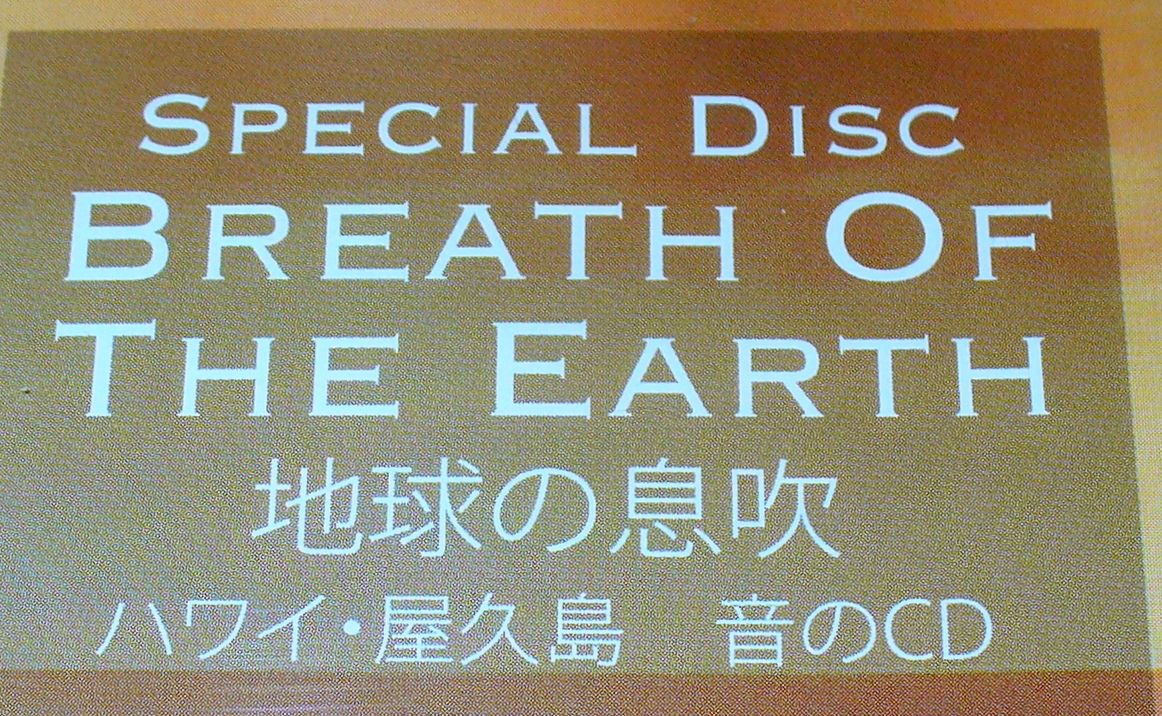 SPECIAL DISC
BREATH OF
THE EARTH
地球の息吹
ハワイ・屋久島　音のCD